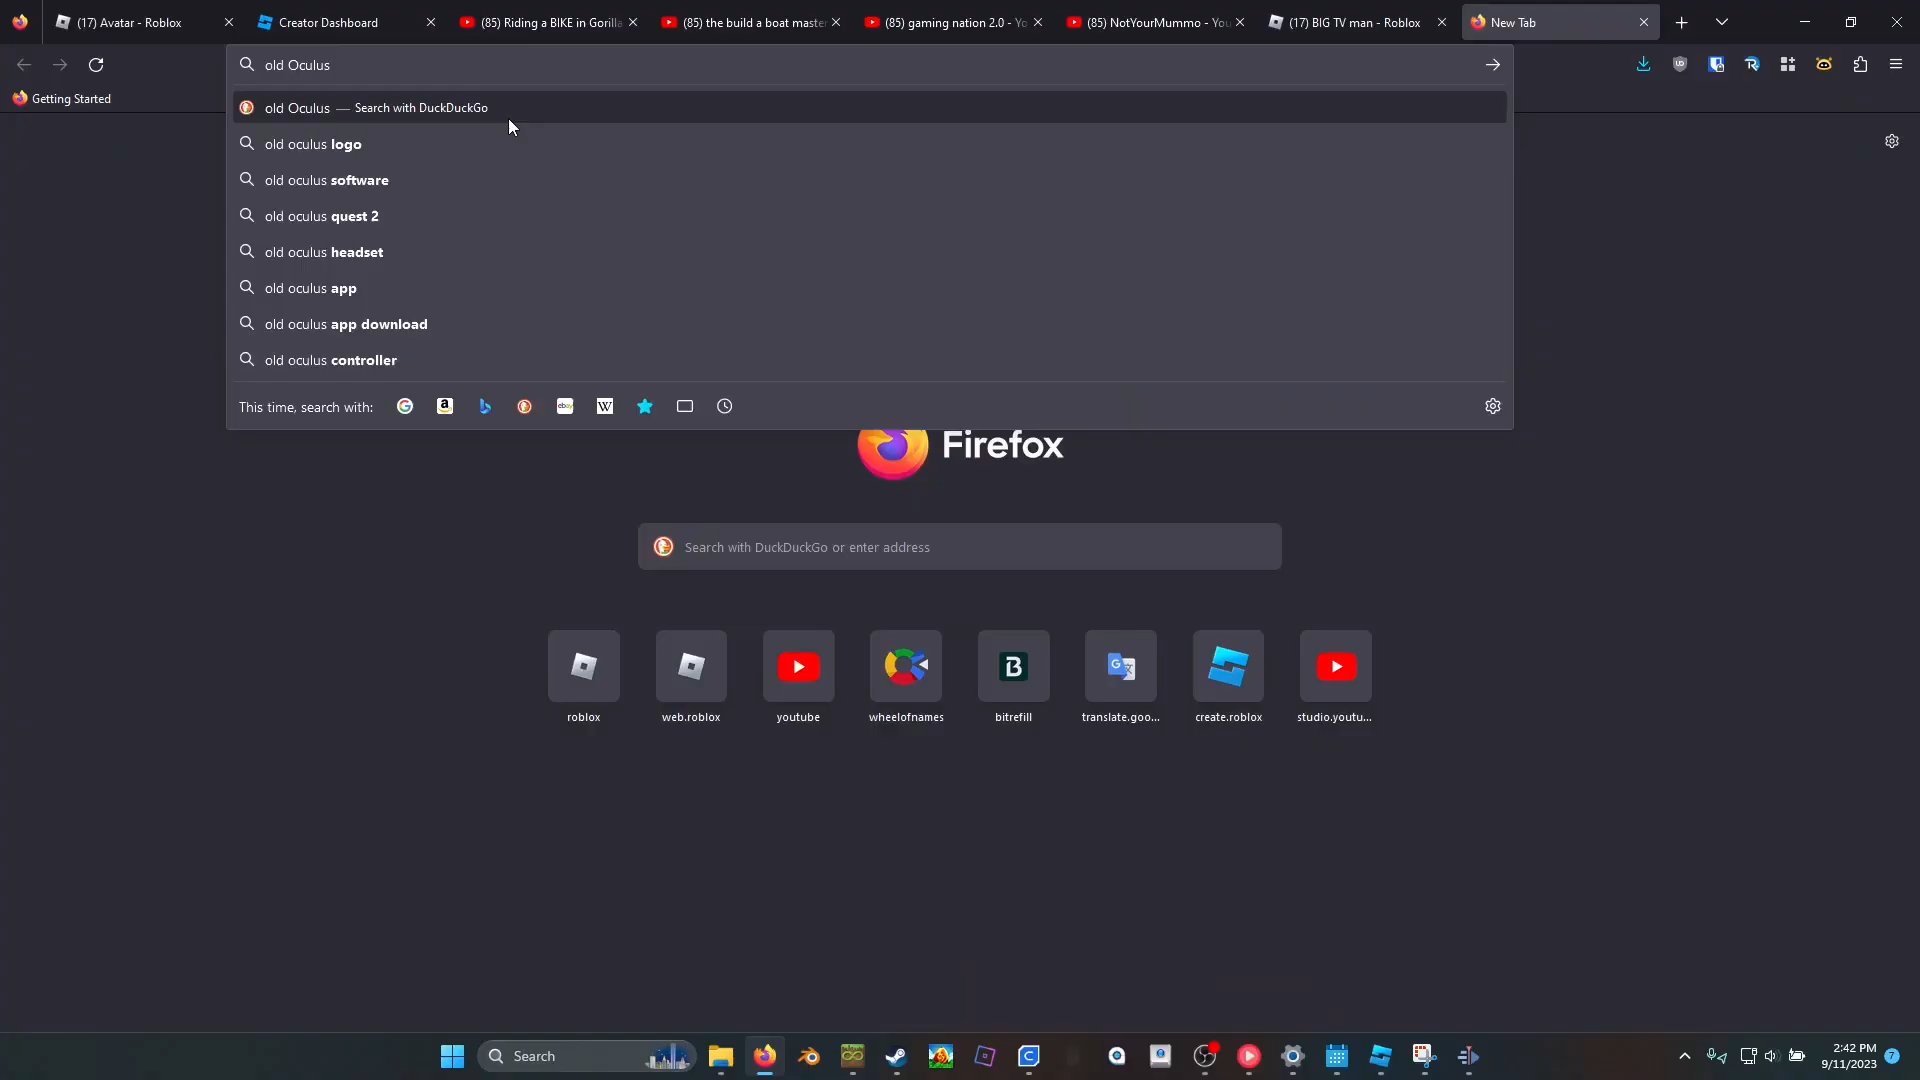 (17) Avatar - Roblox
Creator Dashboard
(85) Riding a BIKE in Gorilla
(85) the build a boat master
(85) gaming nation 2.0 - Yo
(85) NotYourMummo - You
(17) BIG TV man - Roblox
New Tab
old Oculus
Getting Started
old Oculus — Search with DuckDuckGo
old oculus logo
old oculus software
old oculus quest 2
old oculus headset
old oculus app
old oculus app download
old oculus controller
This time, search with:
Firefox
Search with DuckDuckGo or enter address
roblox
web.roblox
youtube
wheelofnames
bitrefill
translate.goo...
create.roblox
studio.youtu...
Search
2:42 PM
9/11/2023
7